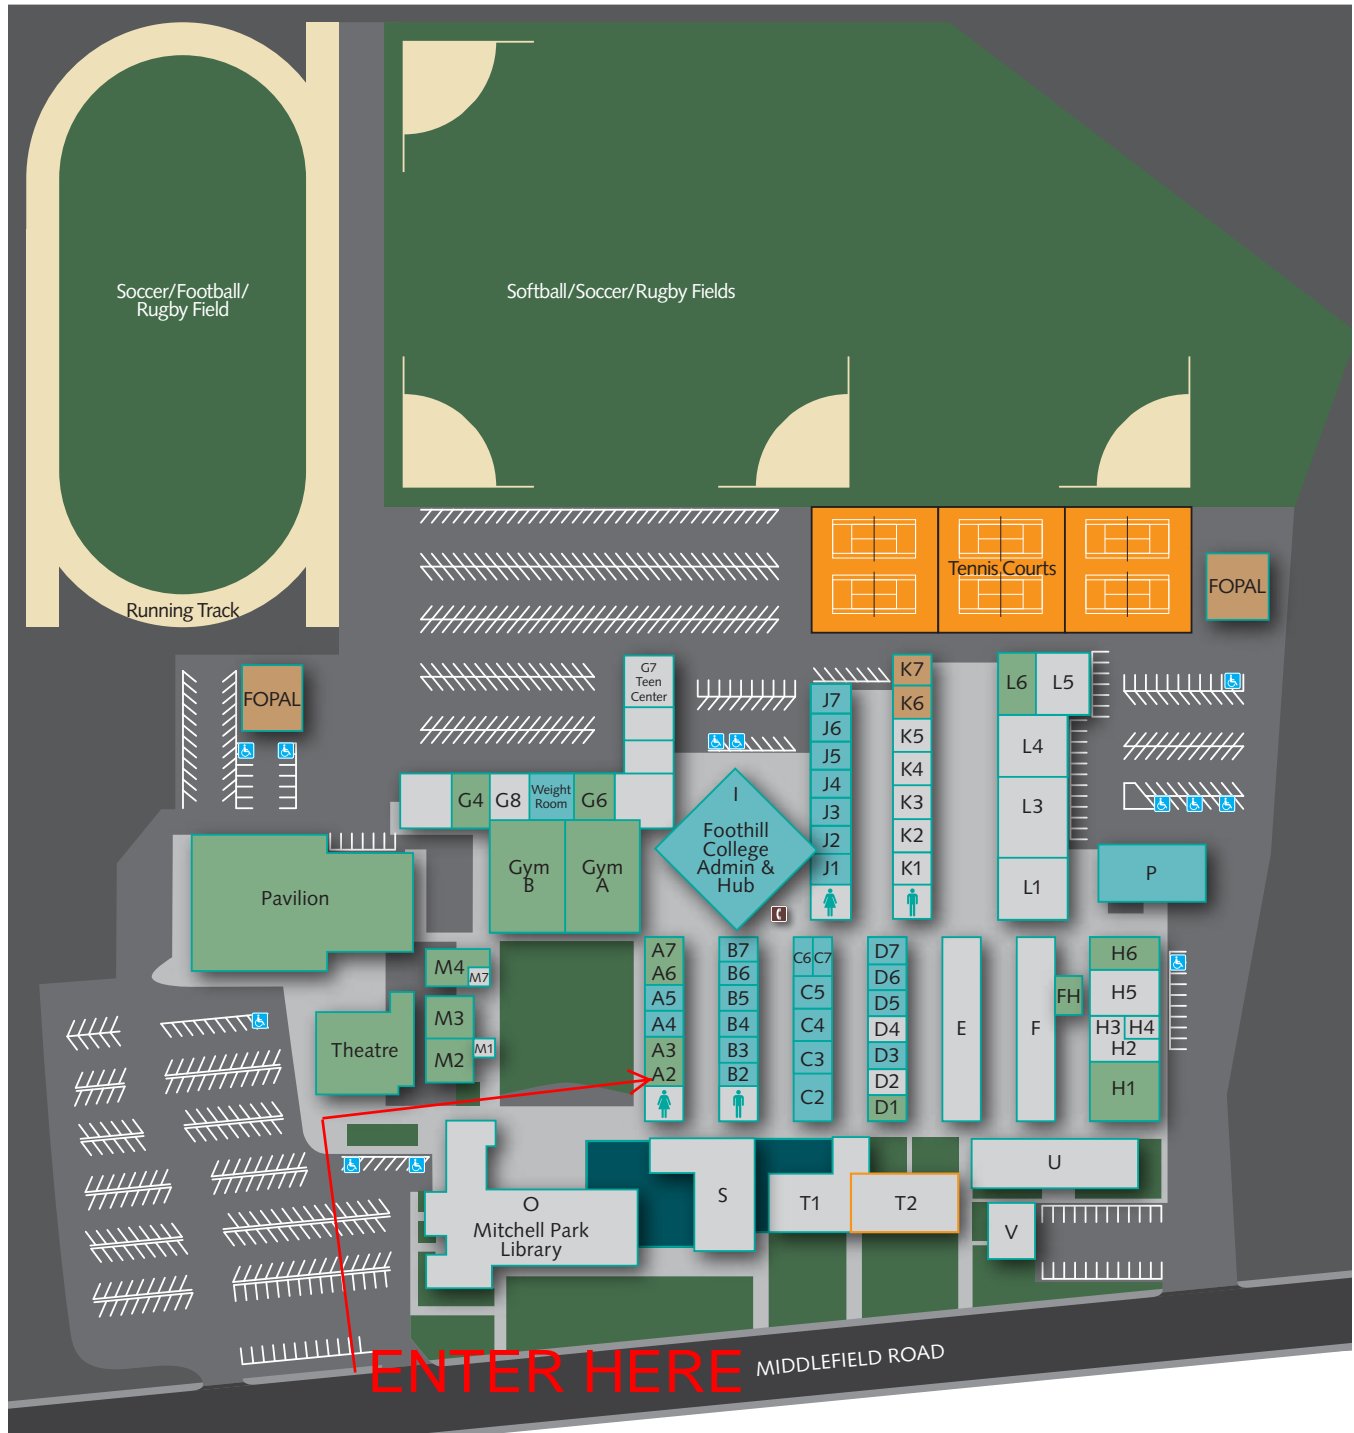 Soccer/Football/
Rugby Field
Softball/Soccer/Rugby Fields
Running Track
Tennis Courts
FOPAL
FOPAL
G7
Teen
Center
K7
K6
K5
K4
K3
K2
K1
L6
L5
L4
L3
L1
J7
J6
J5
J4
J3
J2
J1
G4
G8
Weight
Room
G6
I
Foothill
College
Admin &
Hub
Gym
B
Gym
A
P
Pavilion
M4
M7
M3
M2
M1
Theatre
A7
A6
A5
A4
A3
A2
B7
B6
B5
B4
B3
B2
C6
C7
C5
C4
C3
C2
D7
D6
D5
D4
D3
D2
D1
E
F
FH
H6
H5
H3
H4
H2
H1
O
Mitchell Park
Library
S
T1
T2
U
V
ENTER HERE
MIDDLEFIELD ROAD